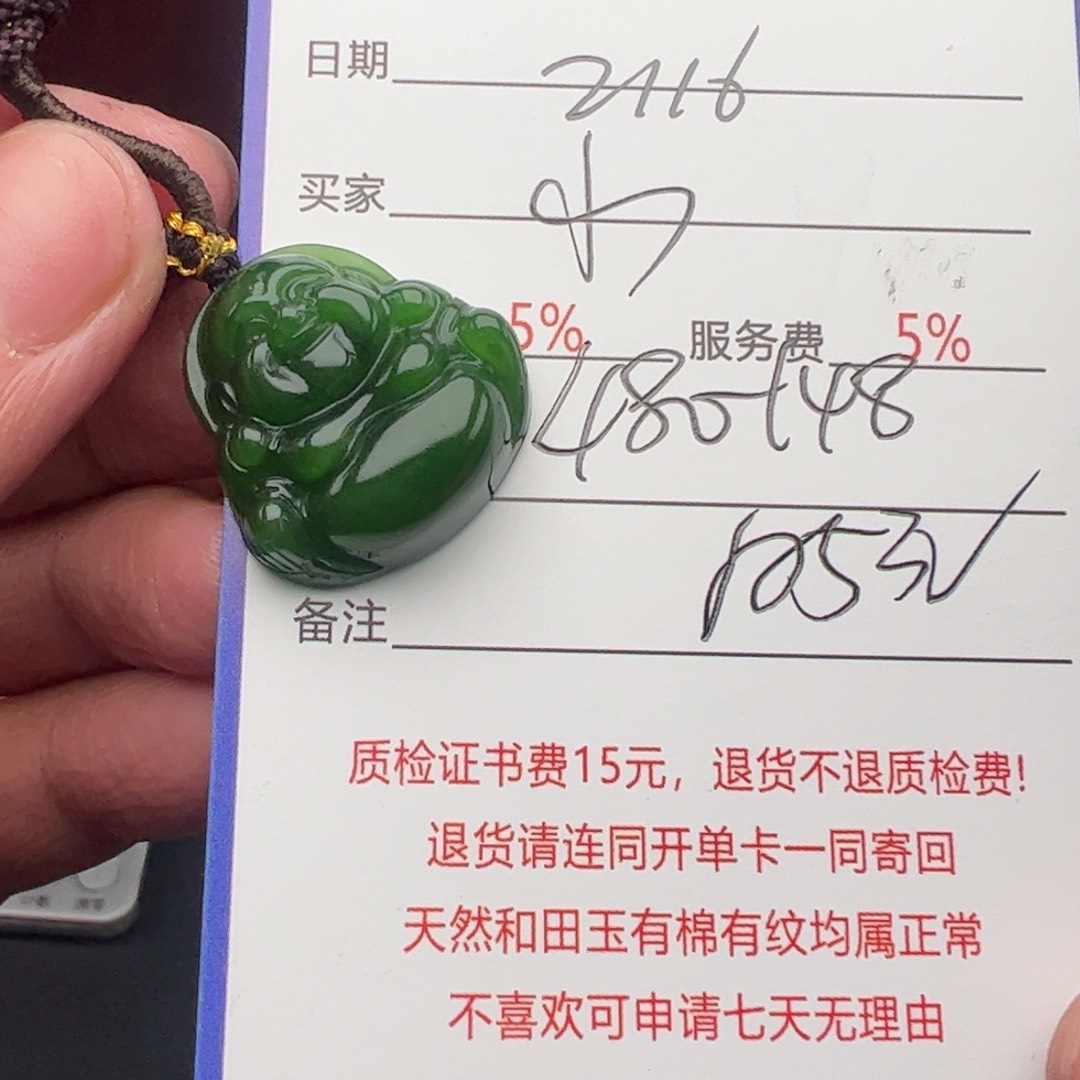 日期 2116
买家
5% 服务费 5%
480-148
备注
质检证书费15元，退货不退质检费!
退货请连同开单卡一同寄回
天然和田玉有棉有纹均属正常
不喜欢可申请七天无理由